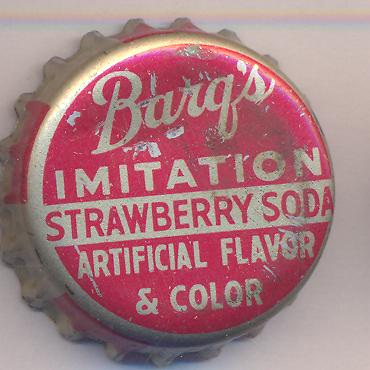 Barq's
IMITATION
STRAWBERRY SODA
ARTIFICIAL FLAVOR
& COLOR